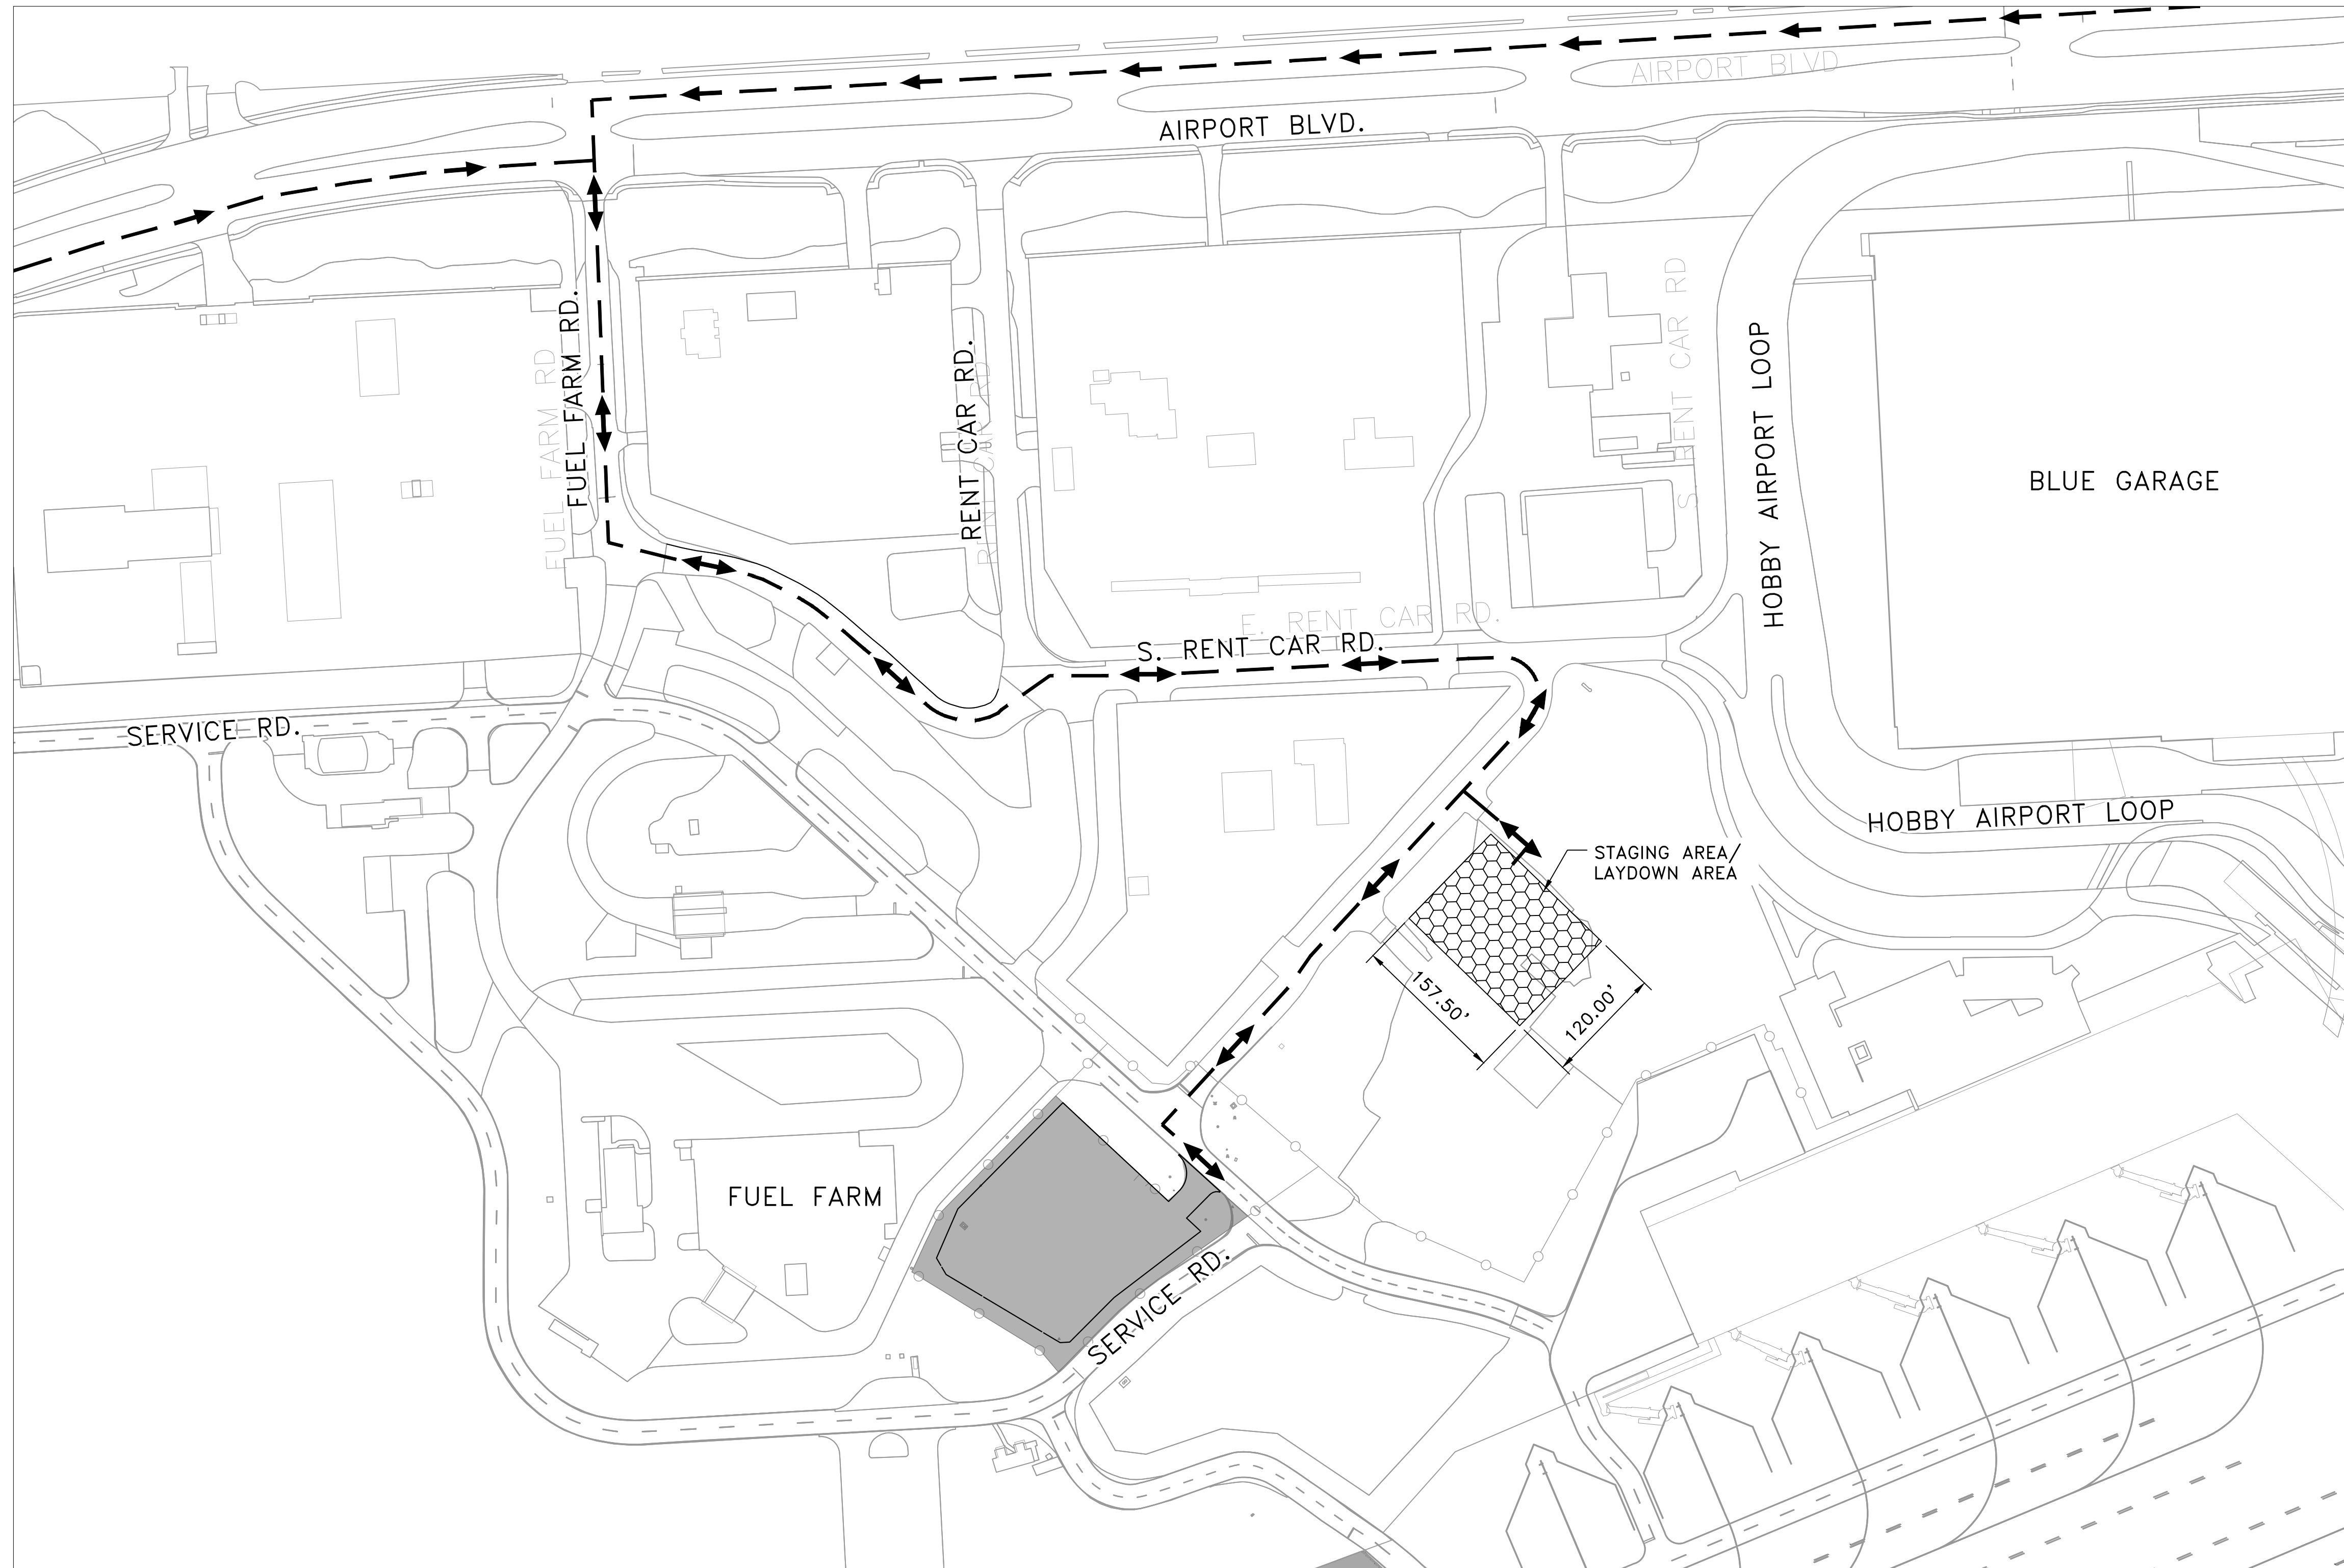 AIRPORT BLVD
AIRPORT BLVD.
FUEL FARM RD.
FUEL FARM RD
RENT CAR RD.
RENT CAR RD
S. RENT CAR RD
HOBBY AIRPORT LOOP
BLUE GARAGE
E. RENT CAR RD.
S. RENT CAR RD.
SERVICE RD.
HOBBY AIRPORT LOOP
STAGING AREA/
LAYDOWN AREA
157.50'
120.00'
FUEL FARM
SERVICE RD.